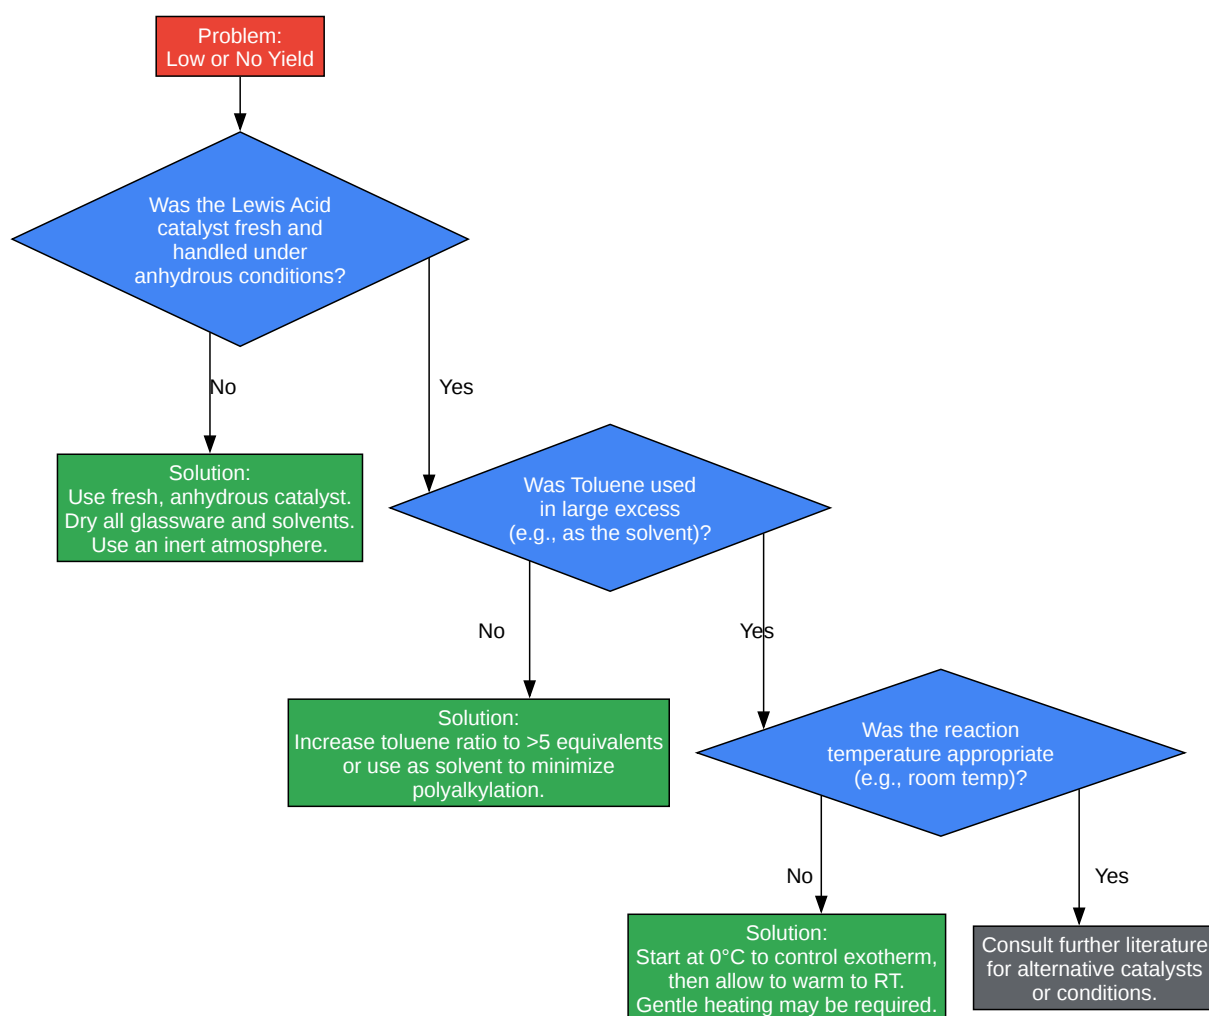 Problem:
Low or No Yield
Was the Lewis Acid
catalyst fresh and
handled under
anhydrous conditions?
No
Yes
Solution:
Use fresh, anhydrous catalyst.
Dry all glassware and solvents.
Use an inert atmosphere.
Was Toluene used
in large excess
(e.g., as the solvent)?
No
Yes
Solution:
Increase toluene ratio to >5 equivalents
or use as solvent to minimize
polyalkylation.
Was the reaction
temperature appropriate
(e.g., room temp)?
No
Yes
Solution:
Start at 0°C to control exotherm,
then allow to warm to RT.
Gentle heating may be required.
Consult further literature
for alternative catalysts
or conditions.